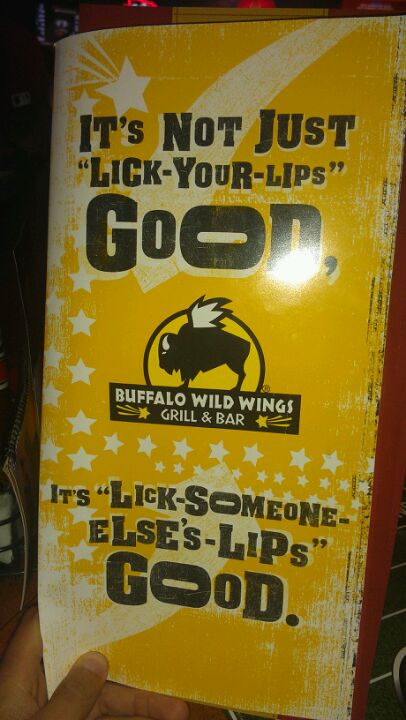 IT'S NOT JUST
"LICK-YOUR-LIPS"
GOOD,
BUFFALO WILD WINGS
®
GRILL & BAR
IT'S "LICK-SOMEONE-
ELSE'S-LIPS"
GOOD.